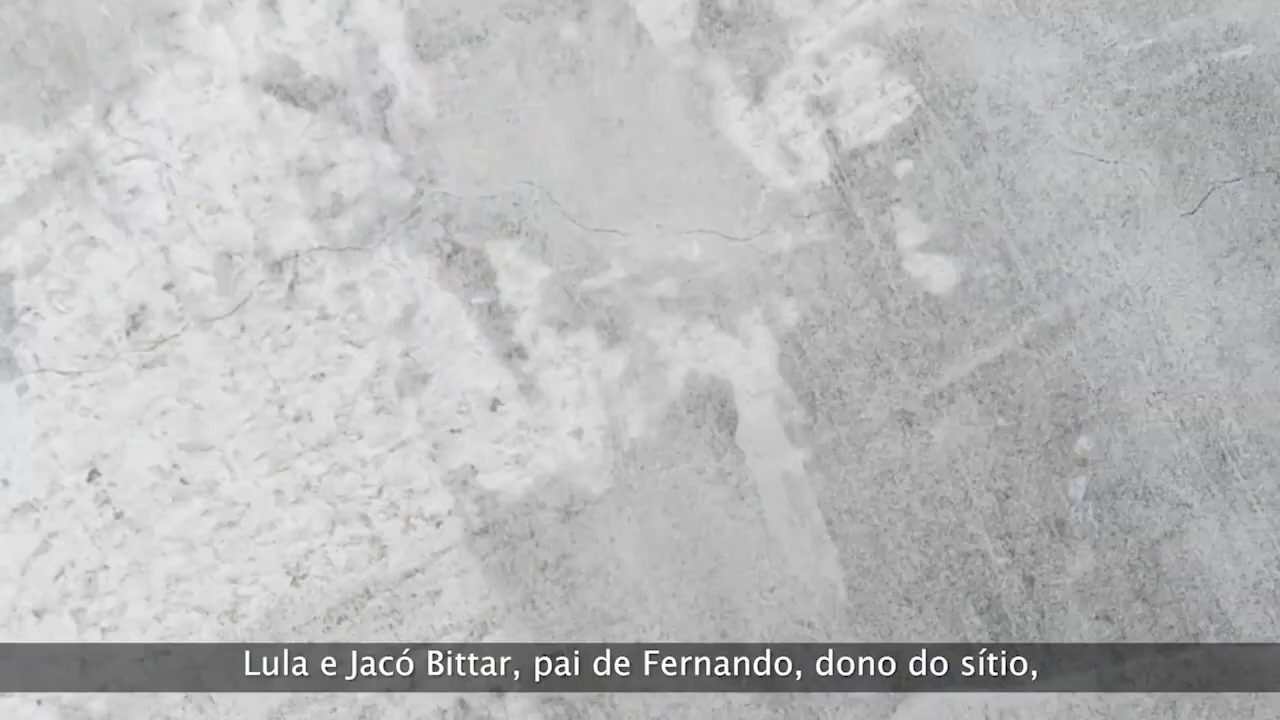 Lula e Jacó Bittar, pai de Fernando, dono do sítio,